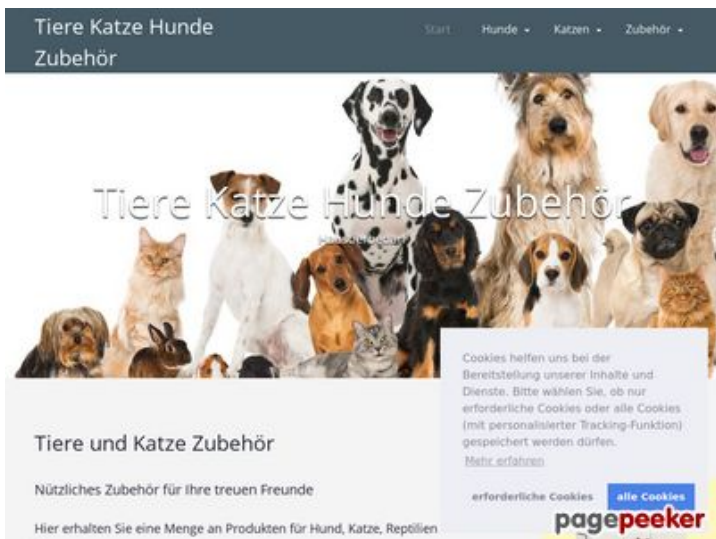 Tiere Katze Hunde
Zubehör
Start
Hunde
Katzen
Zubehör
Tiere Katze Hunde Zubehör
Tiere und Katze Zubehör
Nützliches Zubehör für Ihre treuen Freunde
Hier erhalten Sie eine Menge an Produkten für Hund, Katze, Reptilien
Cookies helfen uns bei der
Bereitstellung unserer Inhalte und
Dienste. Bitte wählen Sie, ob nur
erforderliche Cookies oder alle Cookies
(mit personalisierter Tracking-Funktion)
gespeichert werden dürfen.
Mehr erfahren
erforderliche Cookies
alle Cookies
pagepeeker